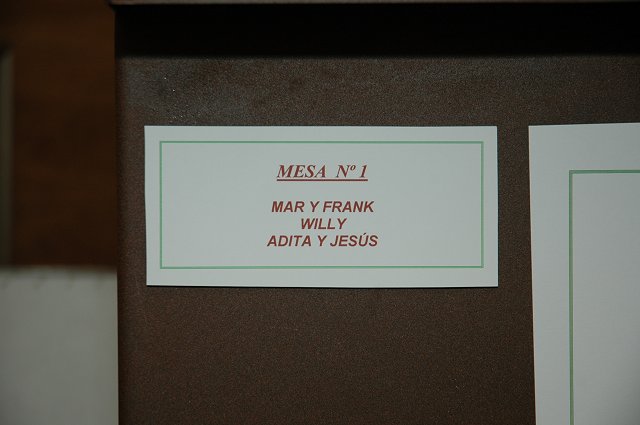 MESA Nº 1
MAR Y FRANK
WILLY
ADITA Y JESÚS